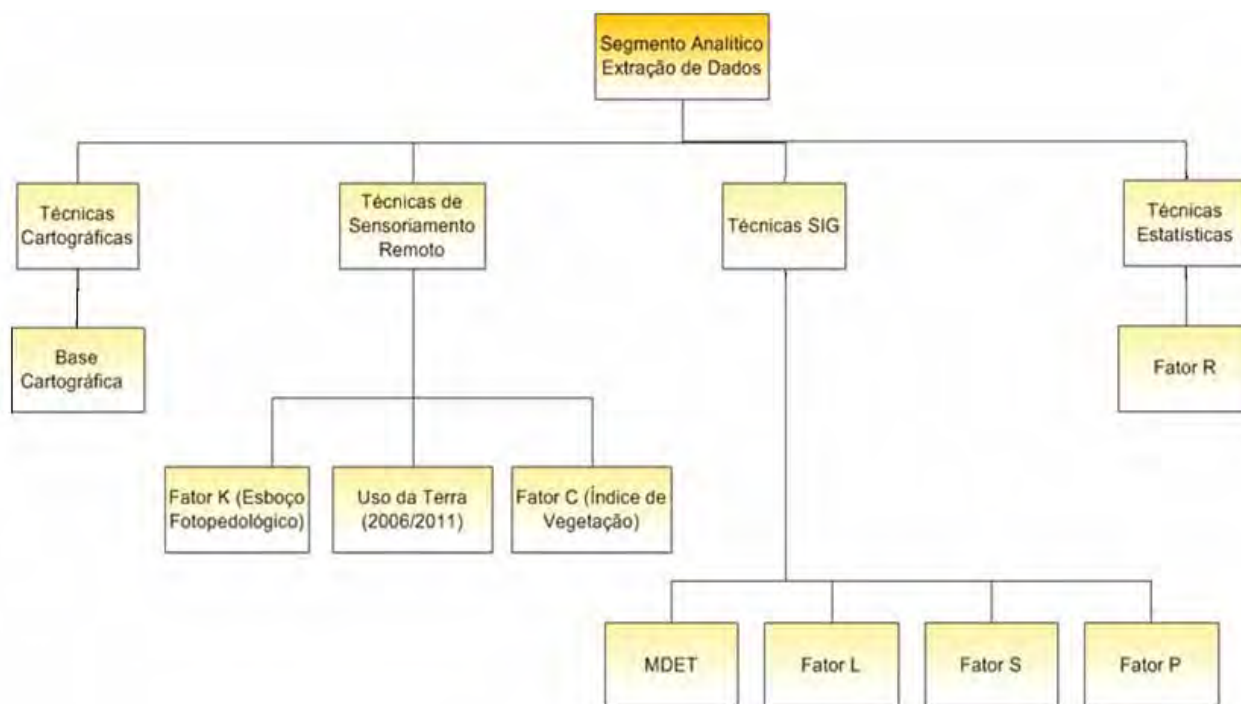 Segmento Analítico
Extração de Dados
Técnicas
Cartográficas
Técnicas de
Sensoriamento
Remoto
Técnicas SIG
Técnicas
Estatísticas
Base
Cartográfica
Fator R
Fator K (Esboço
Fotopedológico)
Uso da Terra
(2006/2011)
Fator C (Índice de
Vegetação)
MDET
Fator L
Fator S
Fator P